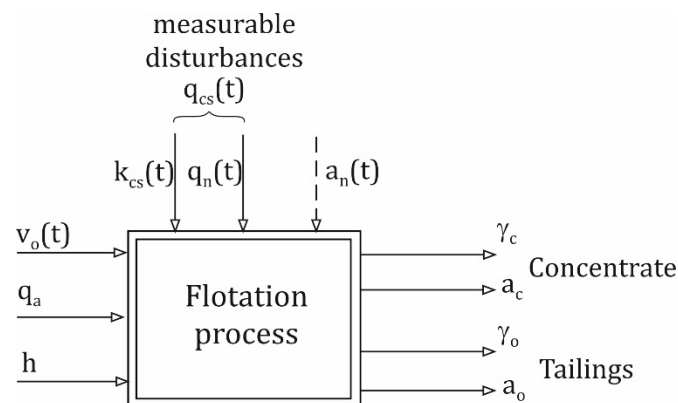 measurable
disturbances
q_cs(t)
k_cs(t) q_n(t) a_n(t)
v_o(t)
q_a
h
Flotation
process
γ_c
a_c
Concentrate
γ_o
a_o
Tailings